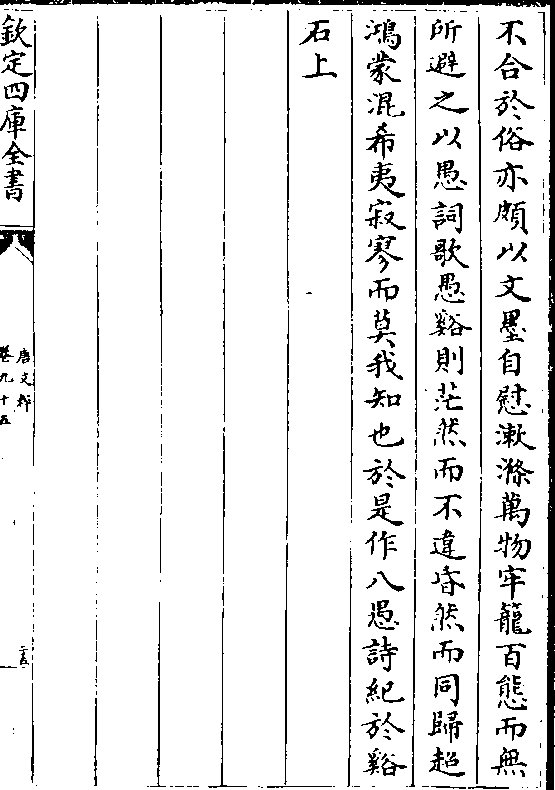 不合於俗亦頗以文墨自慰漱滌萬物牢籠百態而無
所避之以愚詞歌愚谿則茫然而不違昏然而同歸超
鴻蒙混希夷寂寥而莫我知也於是作八愚詩紀於谿
石上
欽定四庫全書
唐文粹
卷九十五